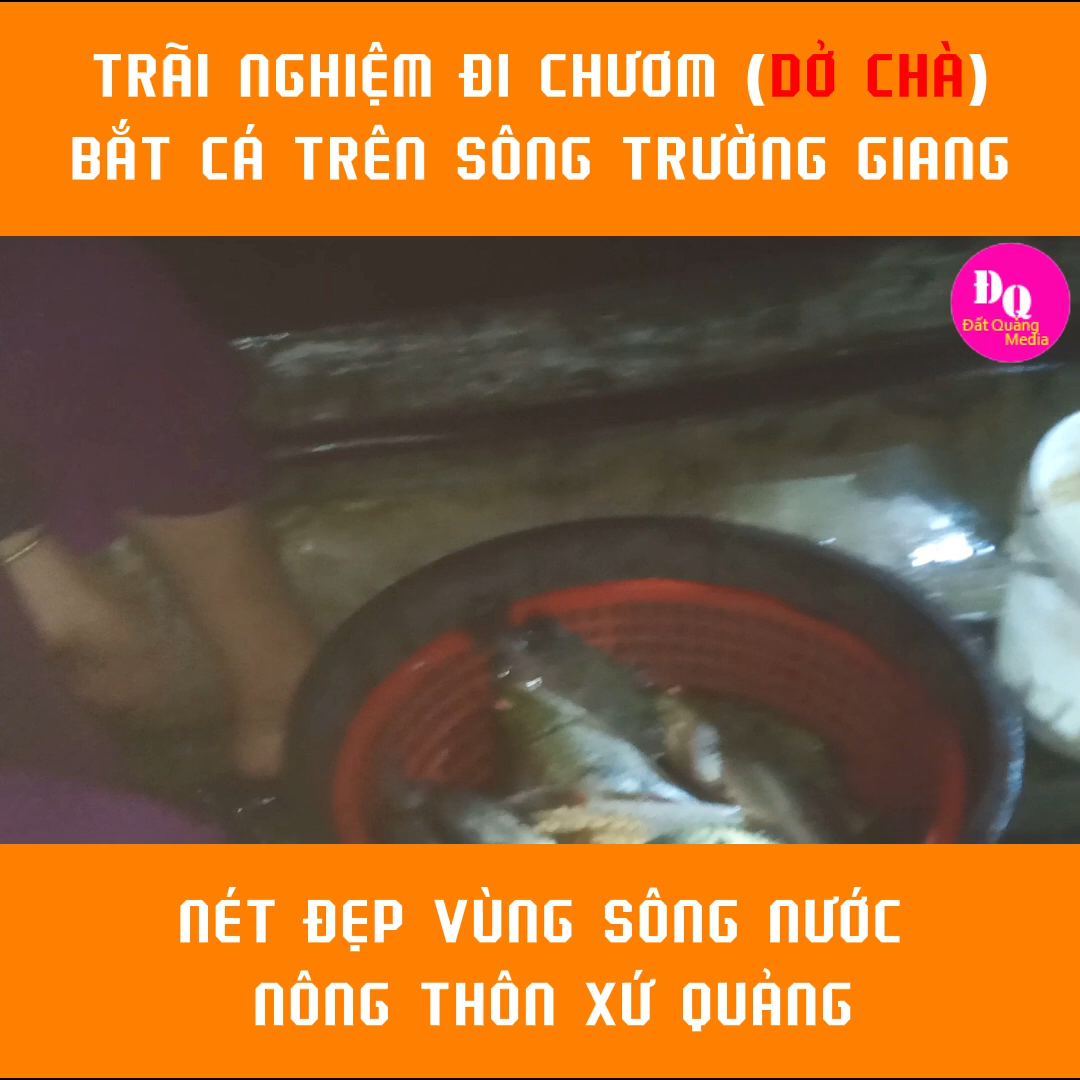 TRÃI NGHIỆM ĐI CHƯƠM (DỞ CHÀ)
BẮT CÁ TRÊN SÔNG TRƯỜNG GIANG
ĐQ
Đất Quảng
Media
NÉT ĐẸP VÙNG SÔNG NƯỚC
NÔNG THÔN XỨ QUẢNG